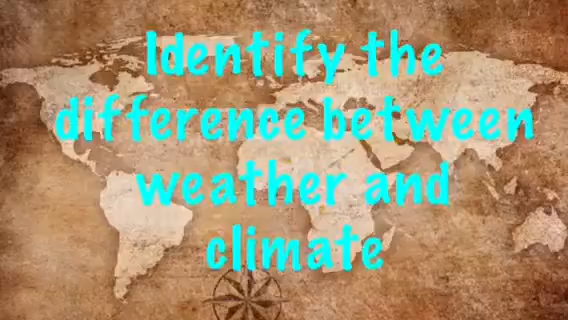 Identify the
difference between
weather and
climate